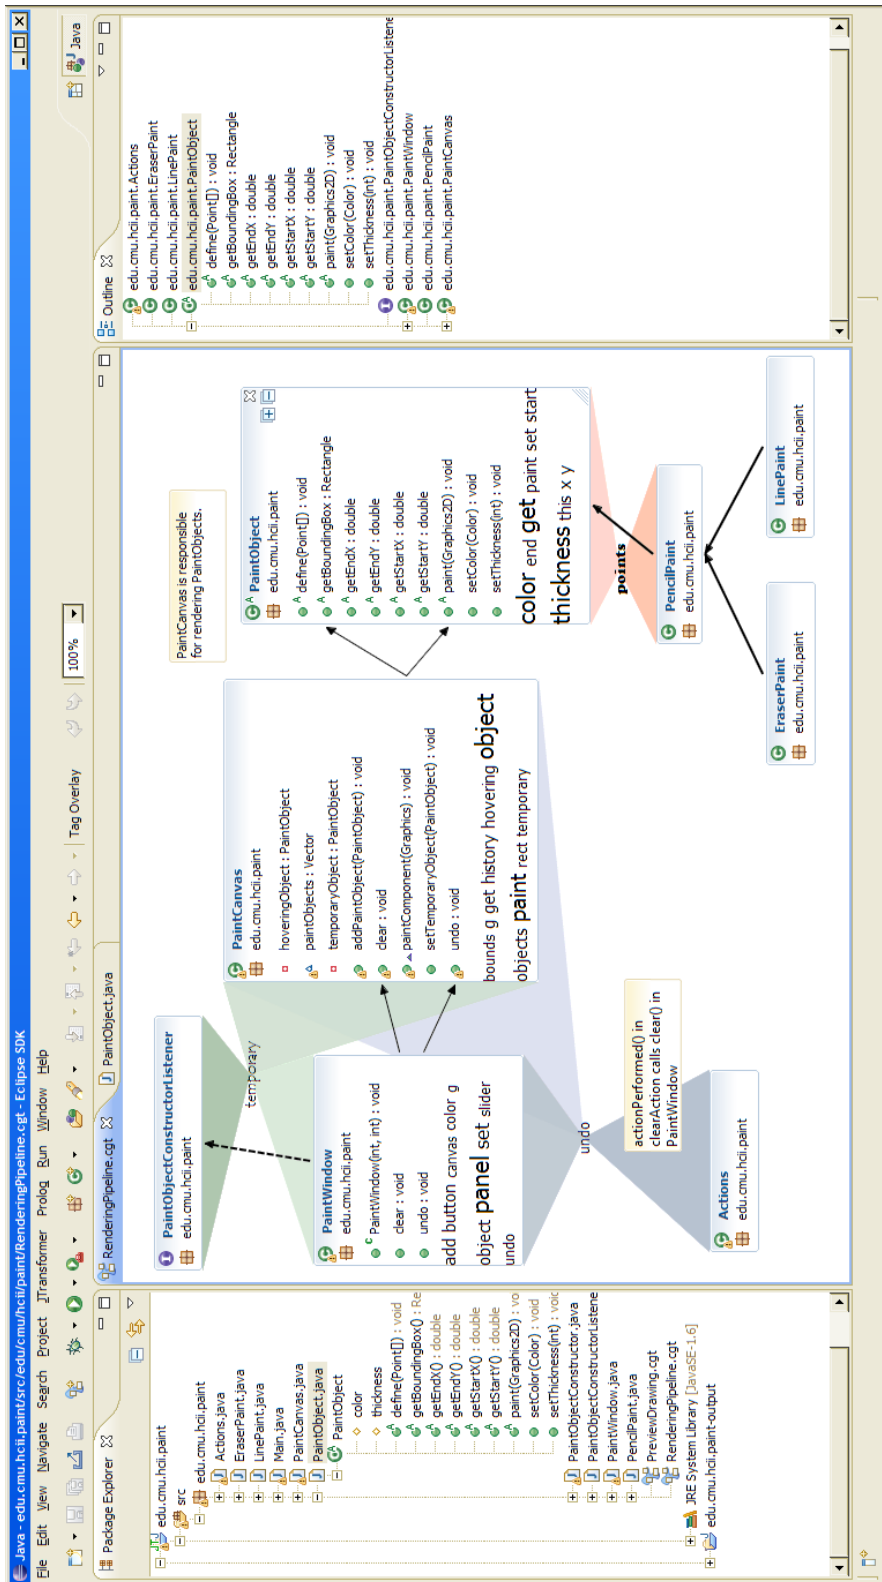 Java - edu.cmu.hcii.paint/src/edu/cmu/hcii/paint/RenderingPipeline.cgt - Eclipse SDK
File Edit View Navigate Search Project JTransformer Prolog Run Window Help
Tag Overlay
100%
Java
Package Explorer
edu.cmu.hcii.paint
src
edu.cmu.hcii.paint
Actions.java
EraserPaint.java
LinePaint.java
Main.java
PaintCanvas.java
PaintObject.java
PaintObject
color
thickness
define(Point[]) : void
getBoundingBox() : Re
getEndX() : double
getEndY() : double
getStartX() : double
getStartY() : double
paint(Graphics2D) : vo
setColor(Color) : void
setThickness(int) : voic
PaintObjectConstructor.java
PaintObjectConstructorListene
PaintWindow.java
PencilPaint.java
PreviewDrawing.cgt
RenderingPipeline.cgt
JRE System Library [JavaSE-1.6]
edu.cmu.hcii.paint-output
RenderingPipeline.cgt
PaintObject.java
PaintObjectConstructorListener
edu.cmu.hcii.paint
temporary
PaintWindow
edu.cmu.hcii.paint
PaintWindow(int, int) : void
clear : void
undo : void
add button canvas color g
object panel set slider
undo
undo
actionPerformed() in
clearAction calls clear() in
PaintWindow
Actions
edu.cmu.hcii.paint
PaintCanvas
edu.cmu.hcii.paint
hoveringObject : PaintObject
paintObjects : Vector
temporaryObject : PaintObject
addPaintObject(PaintObject) : void
clear : void
paintComponent(Graphics) : void
setTemporaryObject(PaintObject) : void
undo : void
bounds g get history hovering object
objects paint rect temporary
PaintCanvas is responsible
for rendering PaintObjects.
PaintObject
edu.cmu.hcii.paint
define(Point[]) : void
getBoundingBox : Rectangle
getEndX : double
getEndY : double
getStartX : double
getStartY : double
paint(Graphics2D) : void
setColor(Color) : void
setThickness(int) : void
color end get paint set start
thickness this x y
points
PencilPaint
edu.cmu.hcii.paint
EraserPaint
edu.cmu.hcii.paint
LinePaint
edu.cmu.hcii.paint
Outline
edu.cmu.hcii.paint.Actions
edu.cmu.hcii.paint.EraserPaint
edu.cmu.hcii.paint.LinePaint
edu.cmu.hcii.paint.PaintObject
define(Point[]) : void
getBoundingBox : Rectangle
getEndX : double
getEndY : double
getStartX : double
getStartY : double
paint(Graphics2D) : void
setColor(Color) : void
setThickness(int) : void
edu.cmu.hcii.paint.PaintObjectConstructorListene
edu.cmu.hcii.paint.PaintWindow
edu.cmu.hcii.paint.PencilPaint
edu.cmu.hcii.paint.PaintCanvas